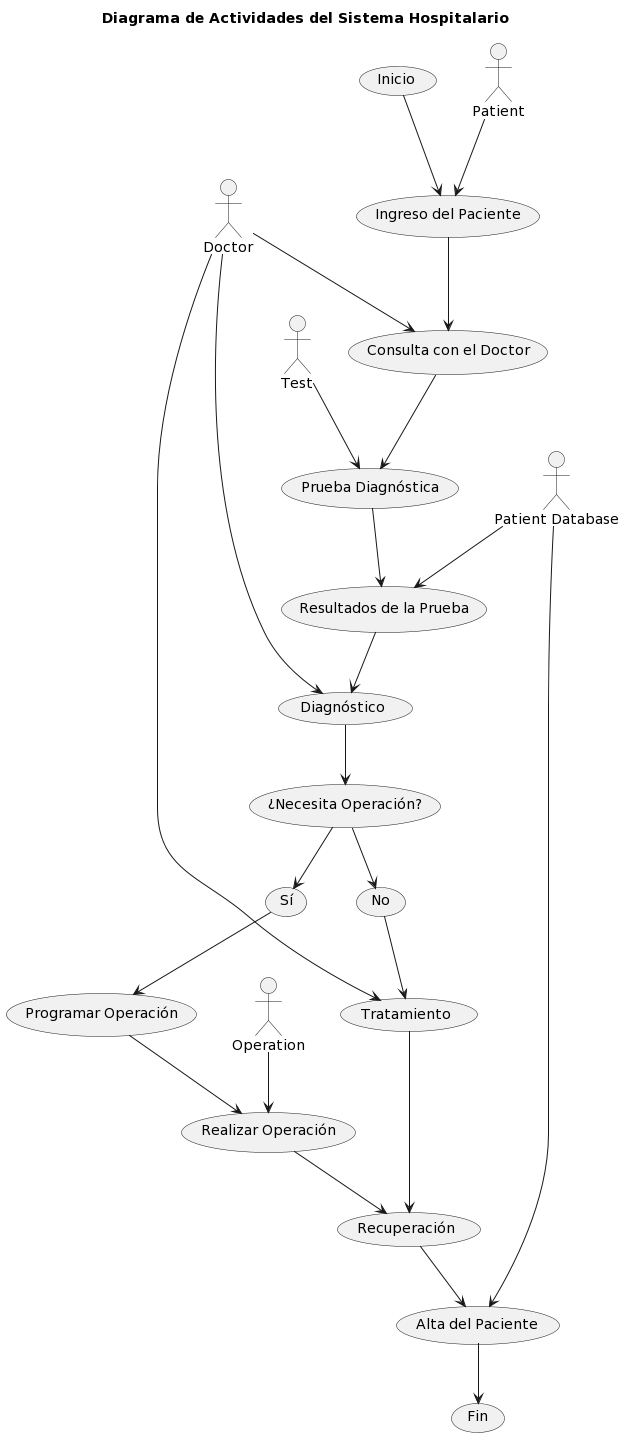 Diagrama de Actividades del Sistema Hospitalario
Inicio
Patient
Ingreso del Paciente
Doctor
Consulta con el Doctor
Test
Prueba Diagnóstica
Patient Database
Resultados de la Prueba
Diagnóstico
¿Necesita Operación?
Sí
No
Programar Operación
Tratamiento
Operation
Realizar Operación
Recuperación
Alta del Paciente
Fin